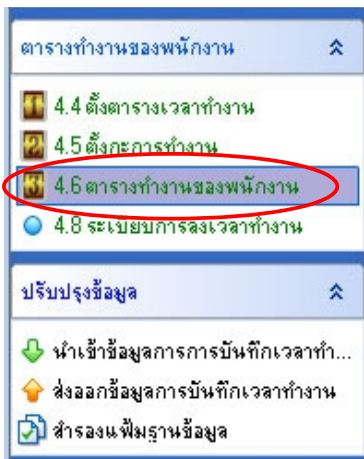 ตารางทำงานของพนักงาน
1 4.4 ตั้งตารางเวลาทำงาน
2 4.5 ตั้งกะการทำงาน
3 4.6 ตารางทำงานของพนักงาน
4.8 ระเบียบการลงเวลาทำงาน
ปรับปรุงข้อมูล
นำเข้าข้อมูลการการบันทึกเวลาทำ...
ส่งออกข้อมูลการบันทึกเวลาทำงาน
สำรองแฟ้มฐานข้อมูล